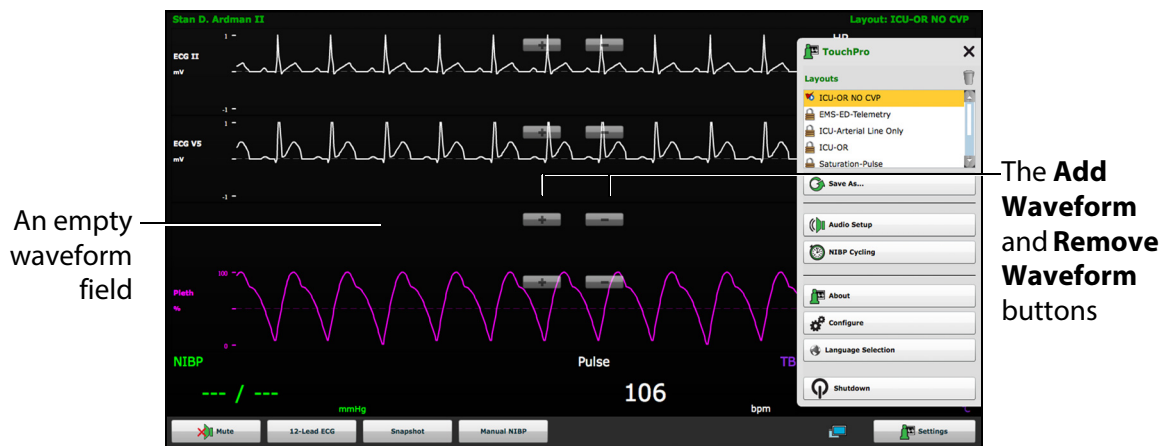 Stan D. Ardman II
Layout: ICU-OR NO CVP
1 -
ECG II
mV
-1 -
1 -
ECG V5
mV
-1 -
100 -
Pleth
%
0 -
NIBP
--- / ---
mmHg
Pulse
106
bpm
TB
C
HR
TouchPro
Layouts
ICU-OR NO CVP
EMS-ED-Telemetry
ICU-Arterial Line Only
ICU-OR
Saturation-Pulse
Save As...
Audio Setup
NIBP Cycling
About
Configure
Language Selection
Shutdown
Mute
12-Lead ECG
Snapshot
Manual NIBP
Settings
An empty
waveform
field
The Add
Waveform
and Remove
Waveform
buttons